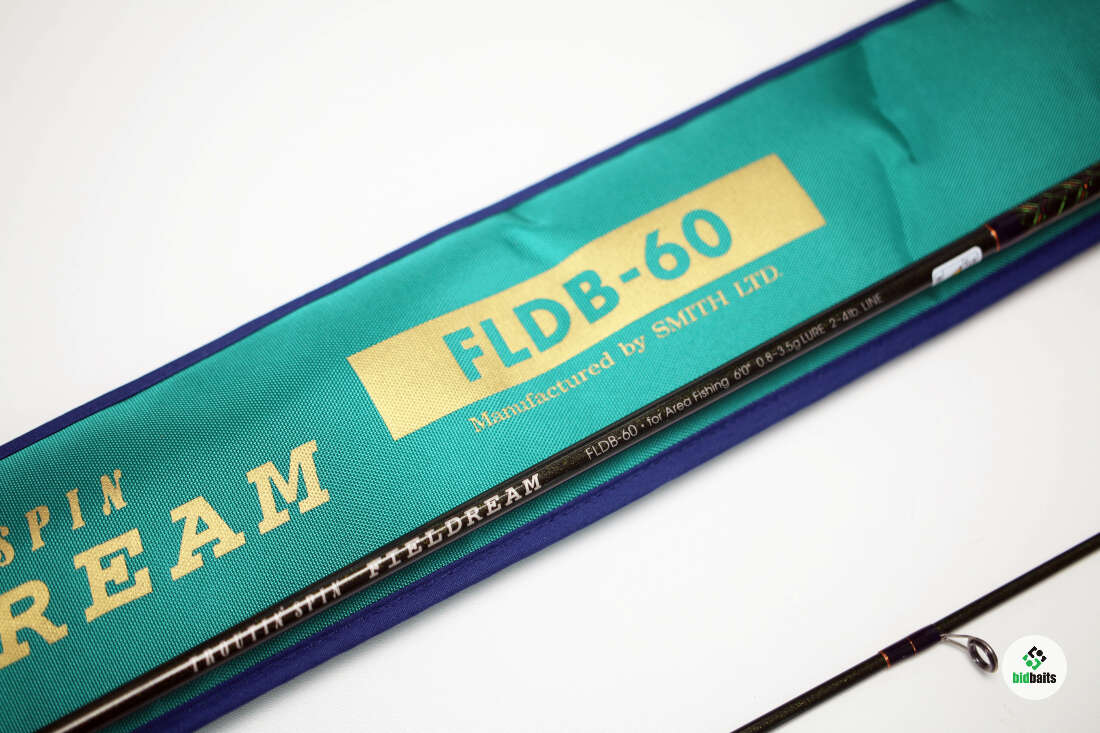 FLDB-60
Manufactured by SMITH LTD.
SPIN
REAM
TROUTIN' SPIN FIELDREAM FLDB-60 · for Area Fishing 6'0" 0.8-3.5g LURE 2-4lb. LINE
bidbaits